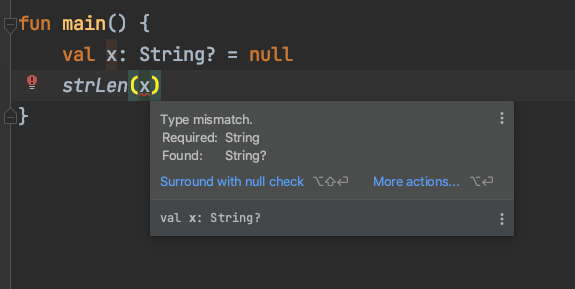 fun main() {
    val x: String? = null
    strLen(x)
}
Type mismatch.
Required: String
Found: String?
Surround with null check ⌥⇧⏎ More actions... ⌥⏎
val x: String?